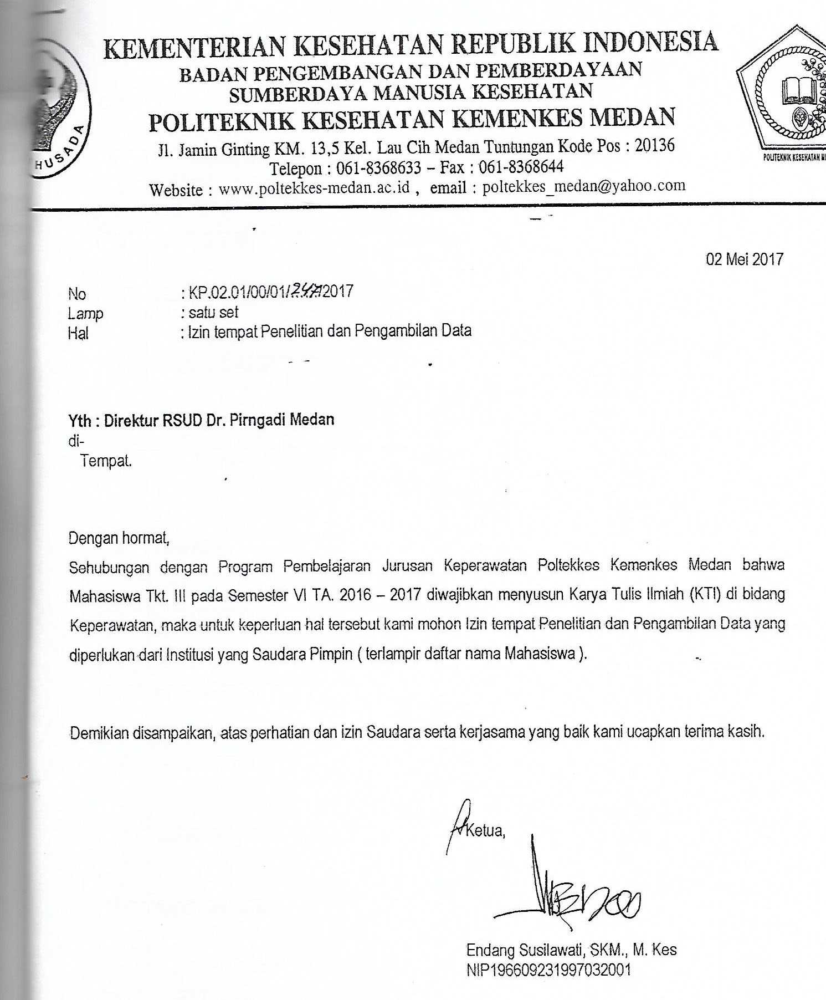 KEMENTERIAN KESEHATAN REPUBLIK INDONESIA
BADAN PENGEMBANGAN DAN PEMBERDAYAAN
SUMBERDAYA MANUSIA KESEHATAN
POLITEKNIK KESEHATAN KEMENKES MEDAN
Jl. Jamin Ginting KM. 13,5 Kel. Lau Cih Medan Tuntungan Kode Pos : 20136
Telepon : 061-8368633 – Fax : 061-8368644
Website : www.poltekkes-medan.ac.id , email : poltekkes_medan@yahoo.com
HUSADA
POLITEKNIK KESEHATAN
02 Mei 2017
No : KP.02.01/00/01/ 2017
Lamp : satu set
Hal : Izin tempat Penelitian dan Pengambilan Data
Yth : Direktur RSUD Dr. Pirngadi Medan
di-
Tempat.
Dengan hormat,
Sehubungan dengan Program Pembelajaran Jurusan Keperawatan Poltekkes Kemenkes Medan bahwa
Mahasiswa Tkt. III pada Semester VI TA. 2016 – 2017 diwajibkan menyusun Karya Tulis Ilmiah (KTI) di bidang
Keperawatan, maka untuk keperluan hal tersebut kami mohon Izin tempat Penelitian dan Pengambilan Data yang
diperlukan dari Institusi yang Saudara Pimpin ( terlampir daftar nama Mahasiswa ).
Demikian disampaikan, atas perhatian dan izin Saudara serta kerjasama yang baik kami ucapkan terima kasih.
Ketua,
Endang Susilawati, SKM., M. Kes
NIP196609231997032001